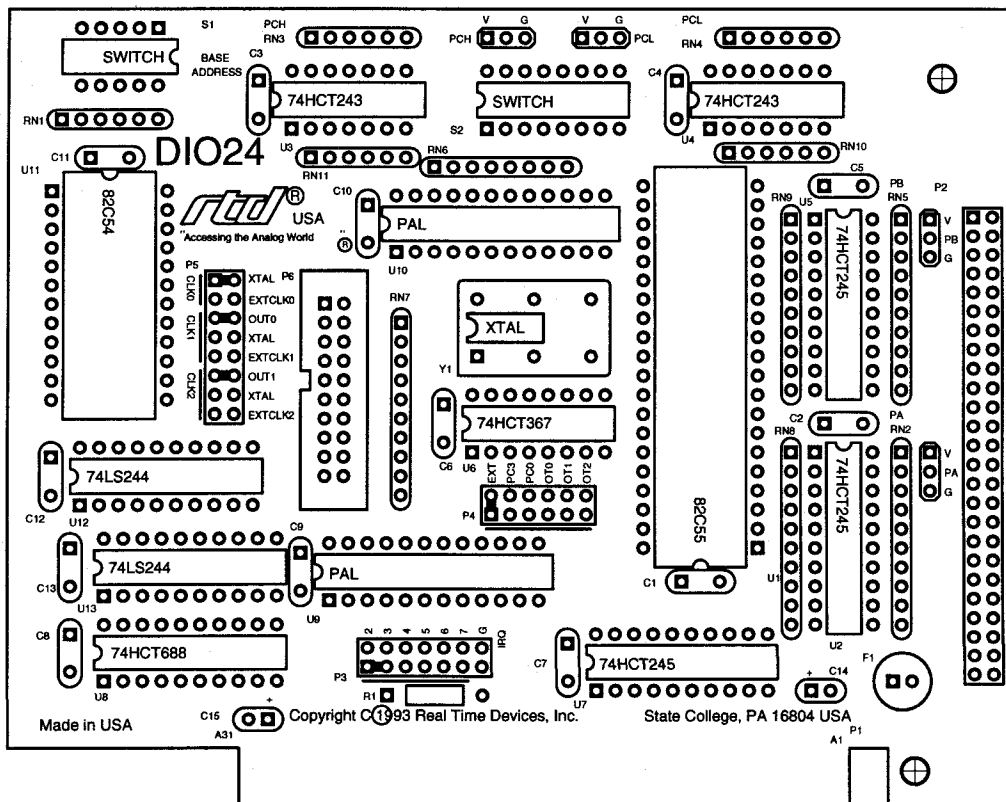 S1
SWITCH
BASE
ADDRESS
PCH
RN3
C3
74HCT243
U3
V G
PCH
V G
PCL
SWITCH
S2
PCL
RN4
C4
74HCT243
U4
RN1
C11
DIO24
RN11
RN6
RN10
U11
82C54
rtd ®
USA
"Accessing the Analog World"
®
C10
PAL
U10
C5
RN9
U5
PB
RN5
P2
V
PB
G
74HCT245
P5
CLK0
CLK1
CLK2
XTAL
EXTCLK0
OUT0
XTAL
EXTCLK1
OUT1
XTAL
EXTCLK2
P6
RN7
XTAL
Y1
74HCT367
C6
U6
EXT
PC3
PC0
OT0
OT1
OT2
P4
82C55
C1
C2
PA
RN8
RN2
V
PA
G
74HCT245
U1
U2
74LS244
C12
U12
74LS244
C13
U13
C9
PAL
U9
C8
74HCT688
U8
2 3 4 5 6 7 G
IRQ
P3
R1
C7
74HCT245
U7
F1
+
C14
Made in USA
C15
+
A31
Copyright C 1993 Real Time Devices, Inc.
State College, PA 16804 USA
A1
P1